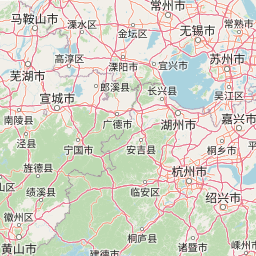 常州市
马鞍山市
溧水区
金坛区
常熟市
无锡市
高淳区
溧阳市
宜兴市
苏州市
芜湖市
郎溪县
长兴县
吴江区
宣城市
南陵县
广德市
湖州市
嘉兴市
泾县
宁国市
安吉县
桐乡市
旌德县
杭州市
绩溪县
临安区
绍兴市
徽州区
桐庐县
诸暨市
嵊州市
黄山市
建德市